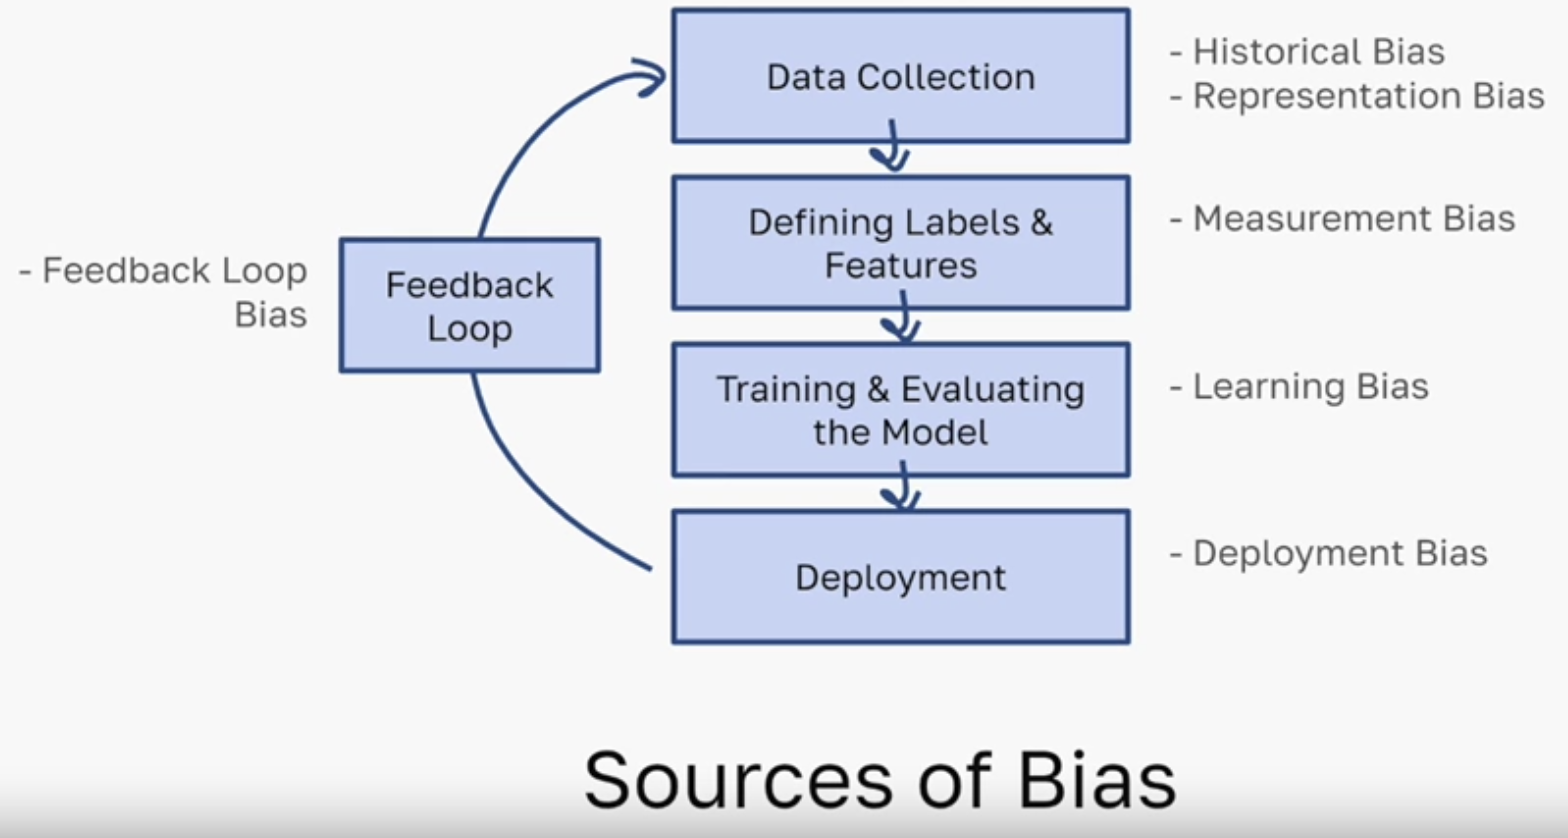 Data Collection
- Historical Bias
- Representation Bias
Defining Labels &
Features
- Measurement Bias
- Feedback Loop
Bias
Feedback
Loop
Training & Evaluating
the Model
- Learning Bias
Deployment
- Deployment Bias
Sources of Bias